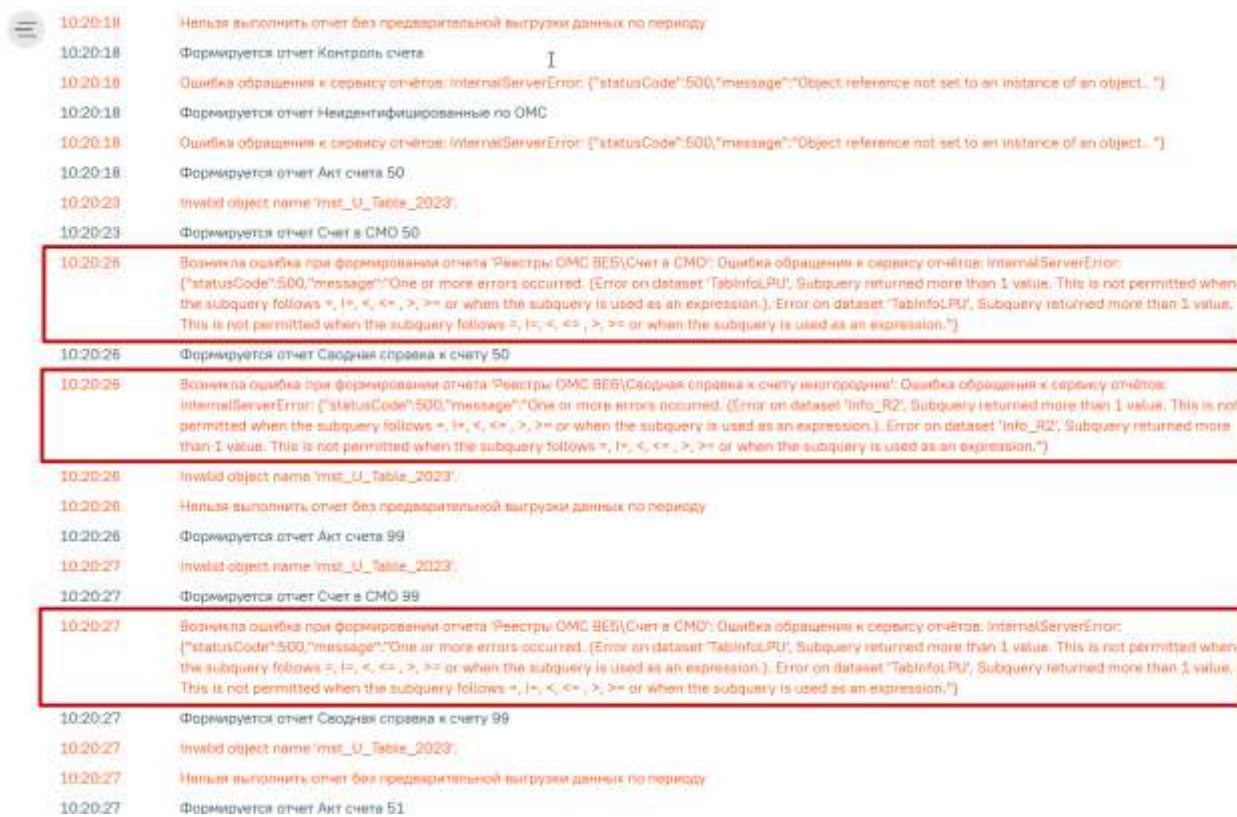 10:20:18 Нельзя выполнить отчет без предварительной выгрузки данных по периоду
10:20:18 Формируется отчет Контроль счета
10:20:18 Ошибка обращения к сервису отчётов: InternalServerError: {"statusCode":500,"message":"Object reference not set to an instance of an object.. "}
10:20:18 Формируется отчет Неидентифицированные по ОМС
10:20:18 Ошибка обращения к сервису отчётов: InternalServerError: {"statusCode":500,"message":"Object reference not set to an instance of an object.. "}
10:20:18 Формируется отчет Акт счета 50
10:20:23 Invalid object name 'mst_U_Table_2023'.
10:20:23 Формируется отчет Счет в СМО 50
10:20:26 Возникла ошибка при формировании отчета 'Реестры ОМС ВЕБ\Счет в СМО': Ошибка обращения к сервису отчётов: InternalServerError:
{"statusCode":500,"message":"One or more errors occurred. (Error on dataset 'TabInfoLPU', Subquery returned more than 1 value. This is not permitted when
the subquery follows =, !=, <, <= , >, >= or when the subquery is used as an expression.). Error on dataset 'TabInfoLPU', Subquery returned more than 1 value.
This is not permitted when the subquery follows =, !=, <, <= , >, >= or when the subquery is used as an expression."}
10:20:26 Формируется отчет Сводная справка к счету 50
10:20:26 Возникла ошибка при формировании отчета 'Реестры ОМС ВЕБ\Сводная справка к счету иногородние': Ошибка обращения к сервису отчётов:
InternalServerError: {"statusCode":500,"message":"One or more errors occurred. (Error on dataset 'Info_R2', Subquery returned more than 1 value. This is not
permitted when the subquery follows =, !=, <, <= , >, >= or when the subquery is used as an expression.). Error on dataset 'Info_R2', Subquery returned more
than 1 value. This is not permitted when the subquery follows =, !=, <, <= , >, >= or when the subquery is used as an expression."}
10:20:26 Invalid object name 'mst_U_Table_2023'.
10:20:26 Нельзя выполнить отчет без предварительной выгрузки данных по периоду
10:20:26 Формируется отчет Акт счета 99
10:20:27 Invalid object name 'mst_U_Table_2023'.
10:20:27 Формируется отчет Счет в СМО 99
10:20:27 Возникла ошибка при формировании отчета 'Реестры ОМС ВЕБ\Счет в СМО': Ошибка обращения к сервису отчётов: InternalServerError:
{"statusCode":500,"message":"One or more errors occurred. (Error on dataset 'TabInfoLPU', Subquery returned more than 1 value. This is not permitted when
the subquery follows =, !=, <, <= , >, >= or when the subquery is used as an expression.). Error on dataset 'TabInfoLPU', Subquery returned more than 1 value.
This is not permitted when the subquery follows =, !=, <, <= , >, >= or when the subquery is used as an expression."}
10:20:27 Формируется отчет Сводная справка к счету 99
10:20:27 Invalid object name 'mst_U_Table_2023'.
10:20:27 Нельзя выполнить отчет без предварительной выгрузки данных по периоду
10:20:27 Формируется отчет Акт счета 51